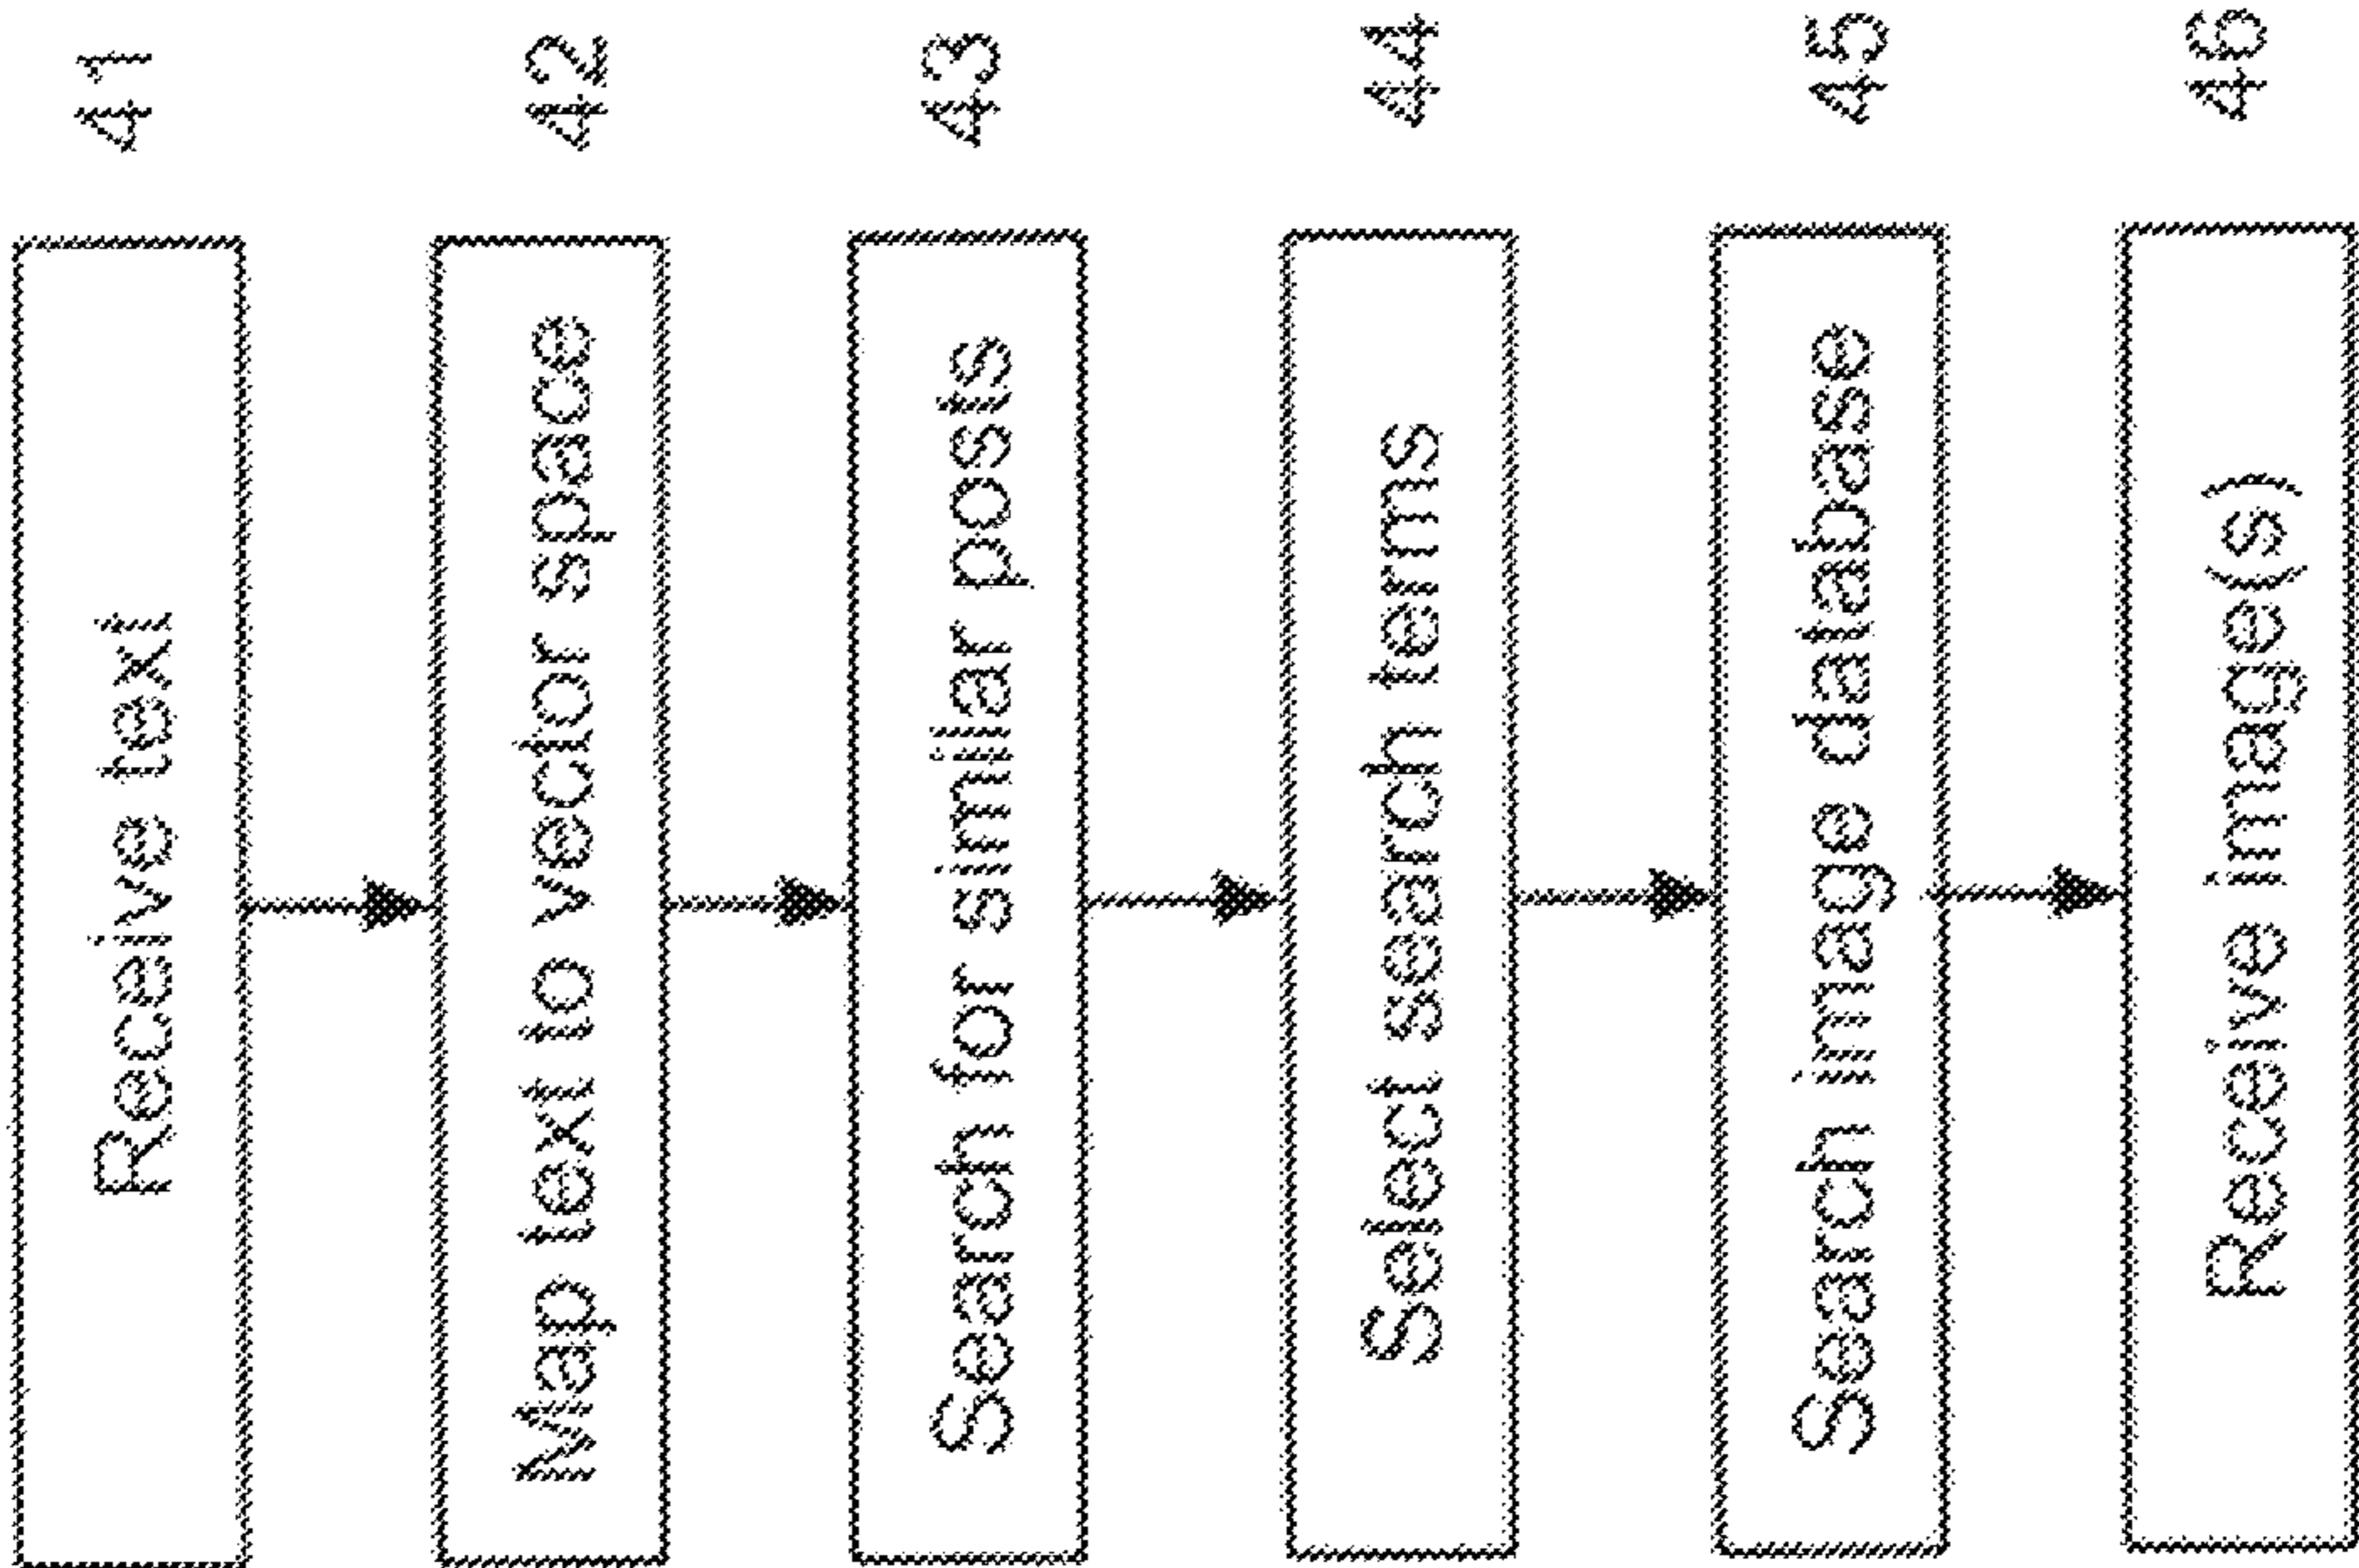 Receive text 41
Map text to vector space 42
Search for similar posts 43
Select search terms 44
Search image database 45
Receive image(s) 46